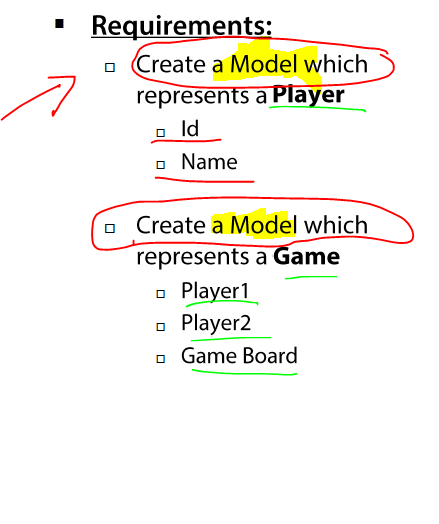 Requirements:
Create a Model which
represents a Player
Id
Name
Create a Model which
represents a Game
Player1
Player2
Game Board